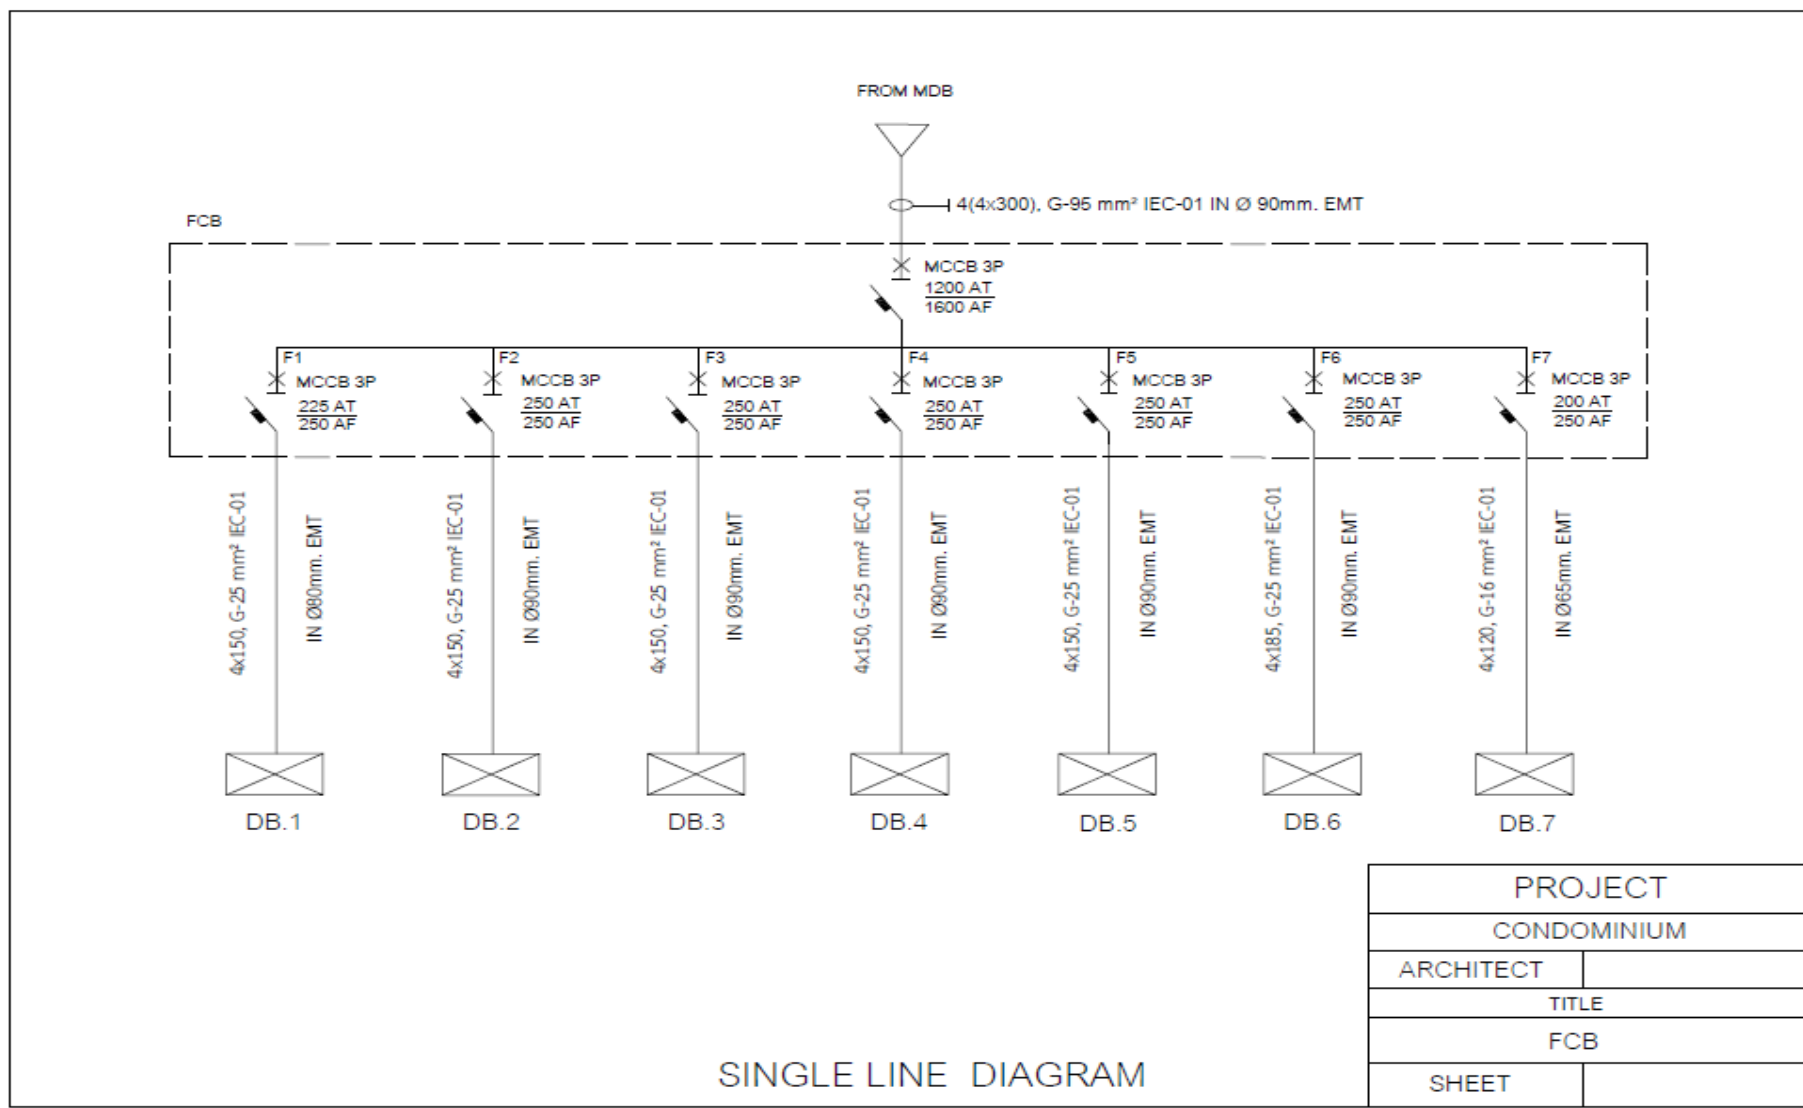 FROM MDB
4(4x300), G-95 mm² IEC-01 IN Ø 90mm. EMT
FCB
MCCB 3P
1200 AT
1600 AF
F1
MCCB 3P
225 AT
250 AF
F2
MCCB 3P
250 AT
250 AF
F3
MCCB 3P
250 AT
250 AF
F4
MCCB 3P
250 AT
250 AF
F5
MCCB 3P
250 AT
250 AF
F6
MCCB 3P
250 AT
250 AF
F7
MCCB 3P
200 AT
250 AF
4x150, G-25 mm² IEC-01
IN Ø80mm. EMT
4x150, G-25 mm² IEC-01
IN Ø90mm. EMT
4x150, G-25 mm² IEC-01
IN Ø90mm. EMT
4x150, G-25 mm² IEC-01
IN Ø90mm. EMT
4x150, G-25 mm² IEC-01
IN Ø90mm. EMT
4x185, G-25 mm² IEC-01
IN Ø90mm. EMT
4x120, G-16 mm² IEC-01
IN Ø65mm. EMT
DB.1
DB.2
DB.3
DB.4
DB.5
DB.6
DB.7
PROJECT
CONDOMINIUM
ARCHITECT
TITLE
FCB
SHEET
SINGLE LINE DIAGRAM